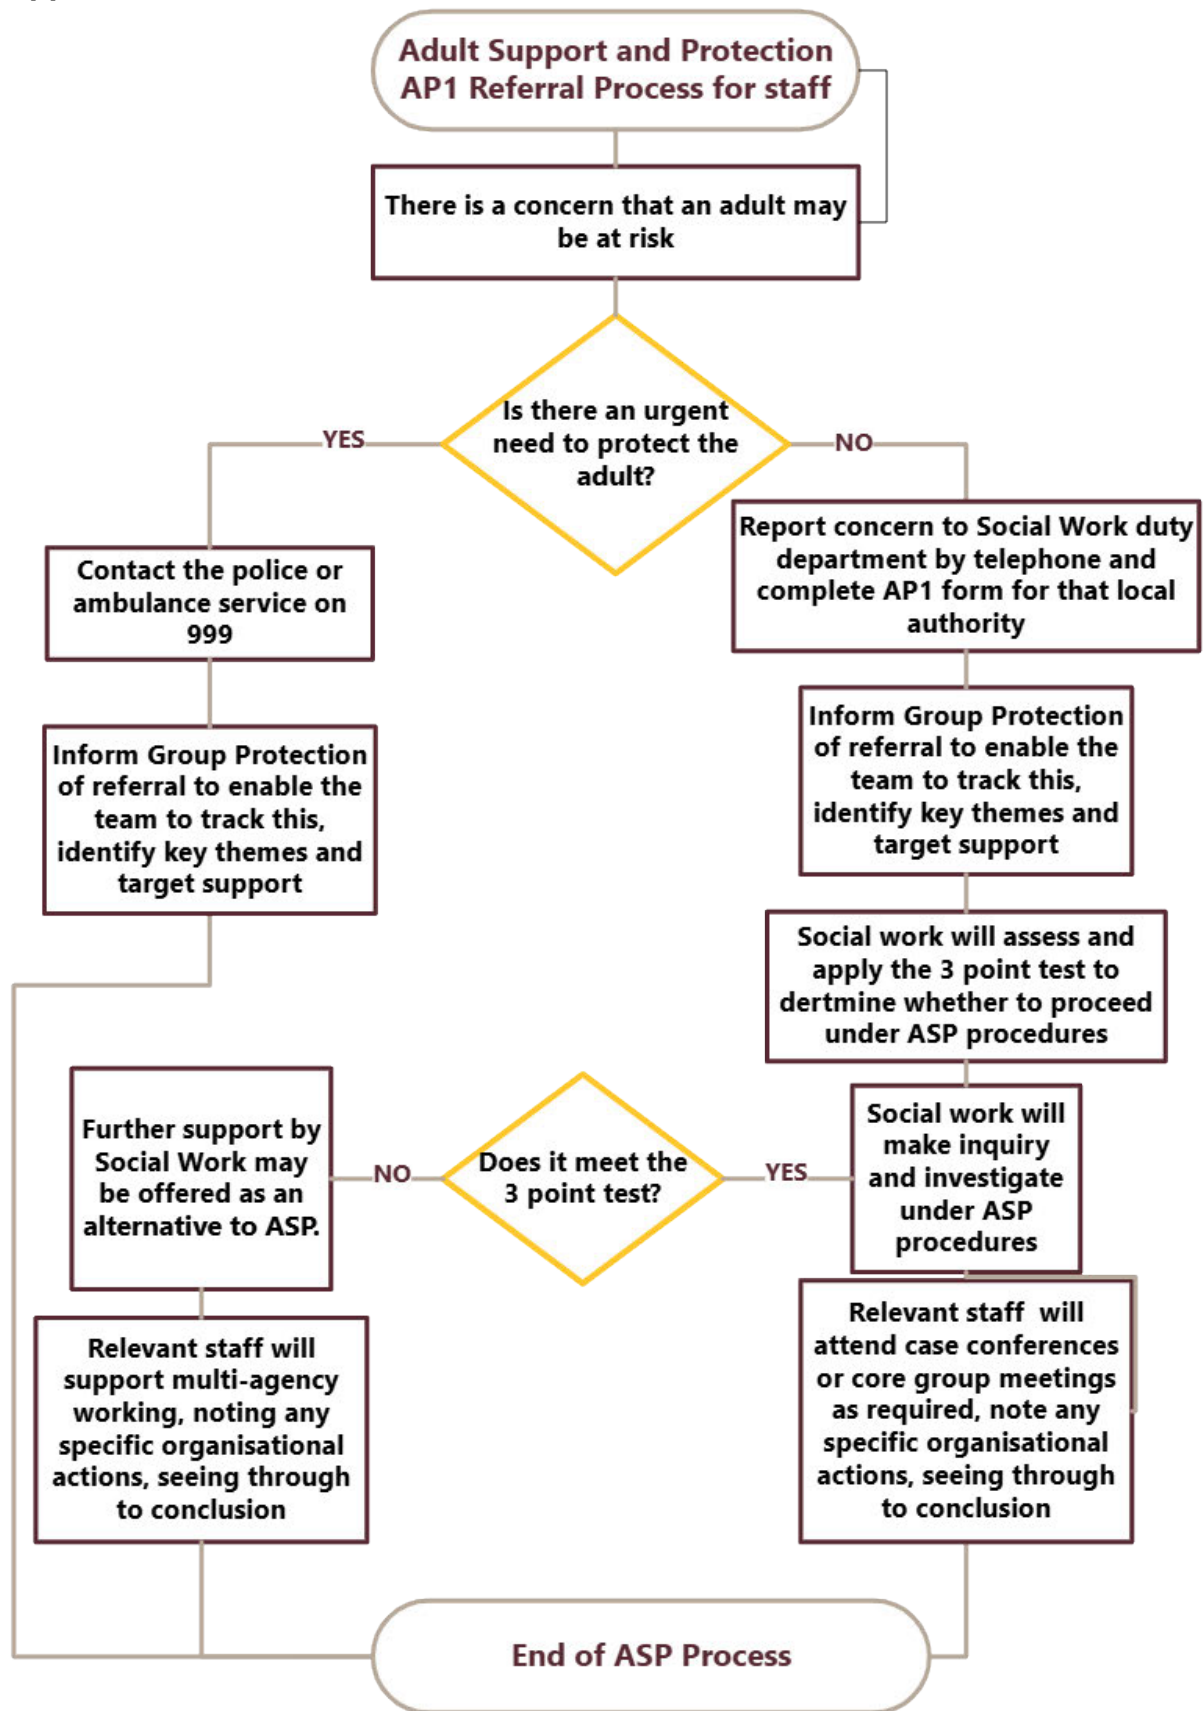 Adult Support and Protection
AP1 Referral Process for staff
There is a concern that an adult may
be at risk
Is there an urgent
need to protect the
adult?
YES
NO
Contact the police or
ambulance service on
999
Report concern to Social Work duty
department by telephone and
complete AP1 form for that local
authority
Inform Group Protection
of referral to enable the
team to track this,
identify key themes and
target support
Inform Group Protection
of referral to enable the
team to track this,
identify key themes and
target support
Social work will assess and
apply the 3 point test to
dertmine whether to proceed
under ASP procedures
Further support by
Social Work may
be offered as an
alternative to ASP.
NO
Does it meet the
3 point test?
YES
Social work will
make inquiry
and investigate
under ASP
procedures
Relevant staff will
support multi-agency
working, noting any
specific organisational
actions, seeing through
to conclusion
Relevant staff  will
attend case conferences
or core group meetings
as required, note any
specific organisational
actions, seeing through
to conclusion
End of ASP Process